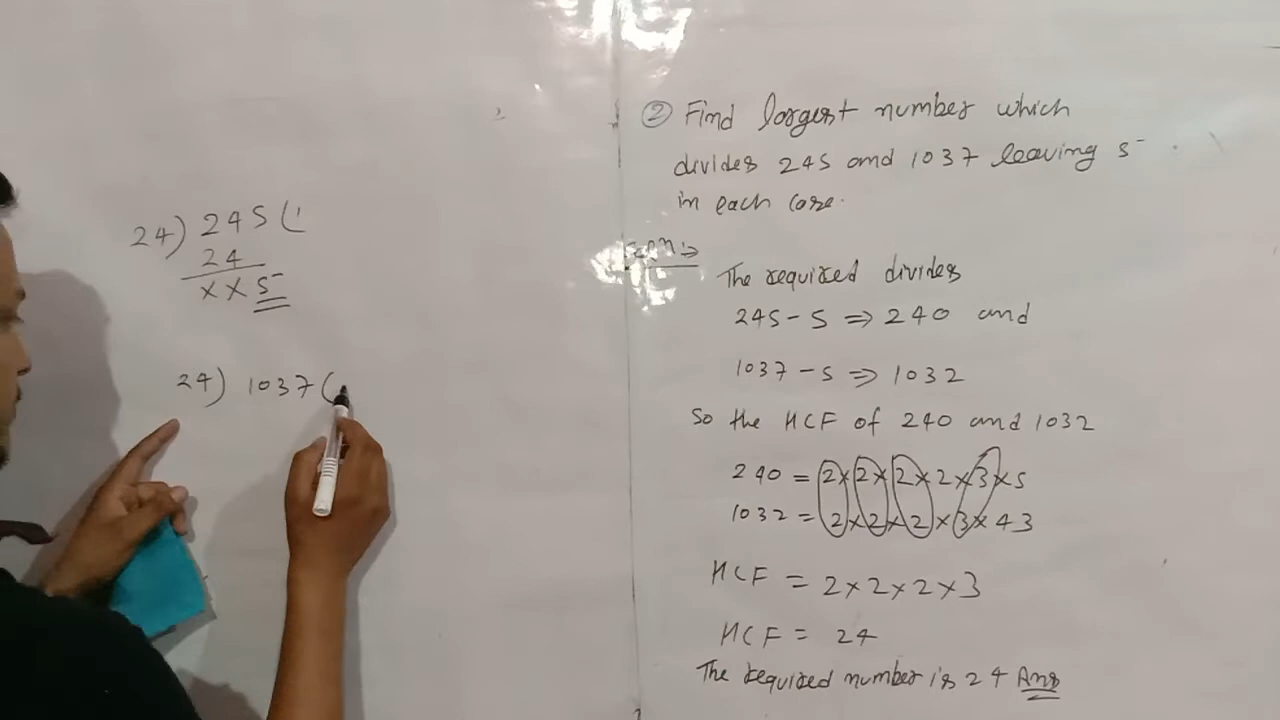 24) 245 (1
24
x x 5
24) 1037 (
② Find largest number which
divides 245 and 1037 leaving 5
in each case.
Soln:⇒
The required divides
245 - 5 ⇒ 240 and
1037 - 5 ⇒ 1032
So the HCF of 240 and 1032
240 = 2 x 2 x 2 x 2 x 3 x 5
1032 = 2 x 2 x 2 x 3 x 43
HCF = 2 x 2 x 2 x 3
HCF = 24
The required number is 24 Ans